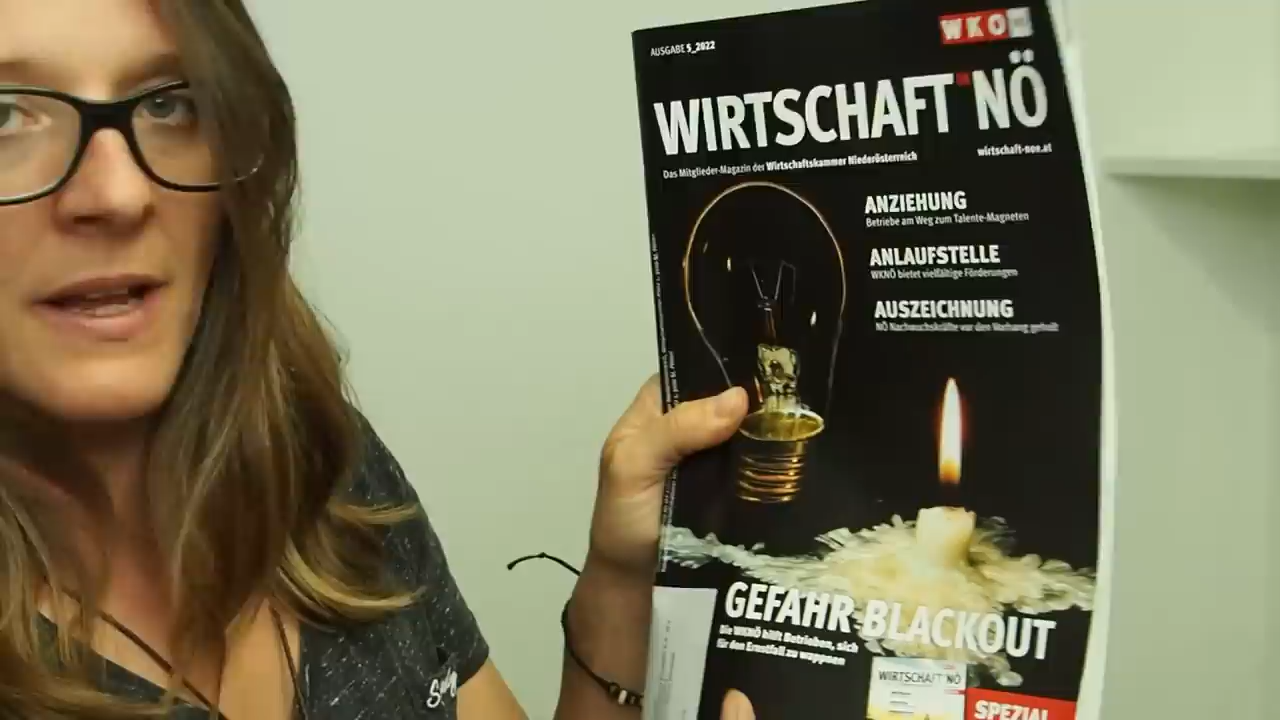 AUSGABE 5_2022
WKO
WIRTSCHAFT NÖ
Das Mitglieder-Magazin der Wirtschaftskammer Niederösterreich
wirtschaft-noe.at
ANZIEHUNG
Betriebe am Weg zum Talente-Magneten
ANLAUFSTELLE
WKNÖ bietet vielfältige Förderungen
AUSZEICHNUNG
NÖ Nachwuchskräfte vor den Vorhang geholt
GEFAHR BLACKOUT
Die WKNÖ hilft Betrieben, sich
für den Ernstfall zu wappnen
WIRTSCHAFT NÖ
SPEZIAL